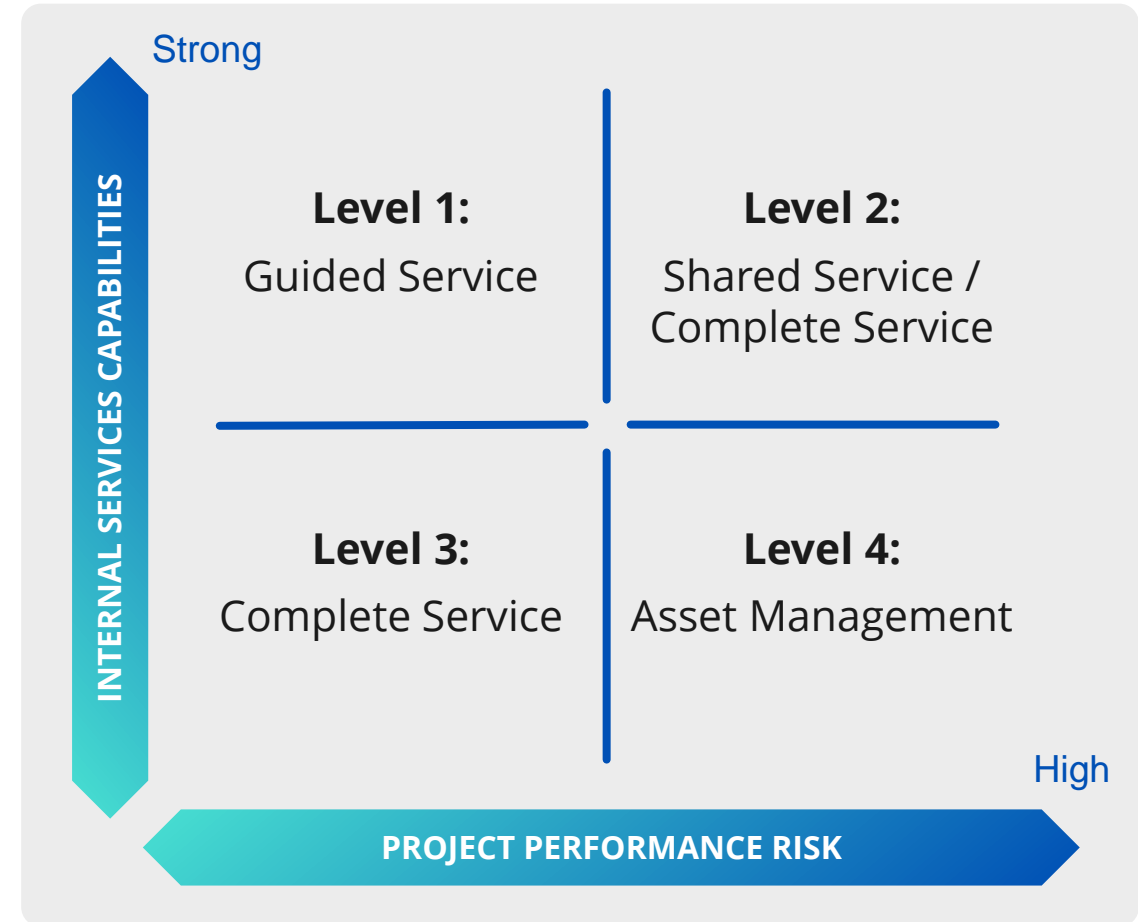 Strong
INTERNAL SERVICES CAPABILITIES
Level 1:
Guided Service
Level 2:
Shared Service /
Complete Service
Level 3:
Complete Service
Level 4:
Asset Management
High
PROJECT PERFORMANCE RISK